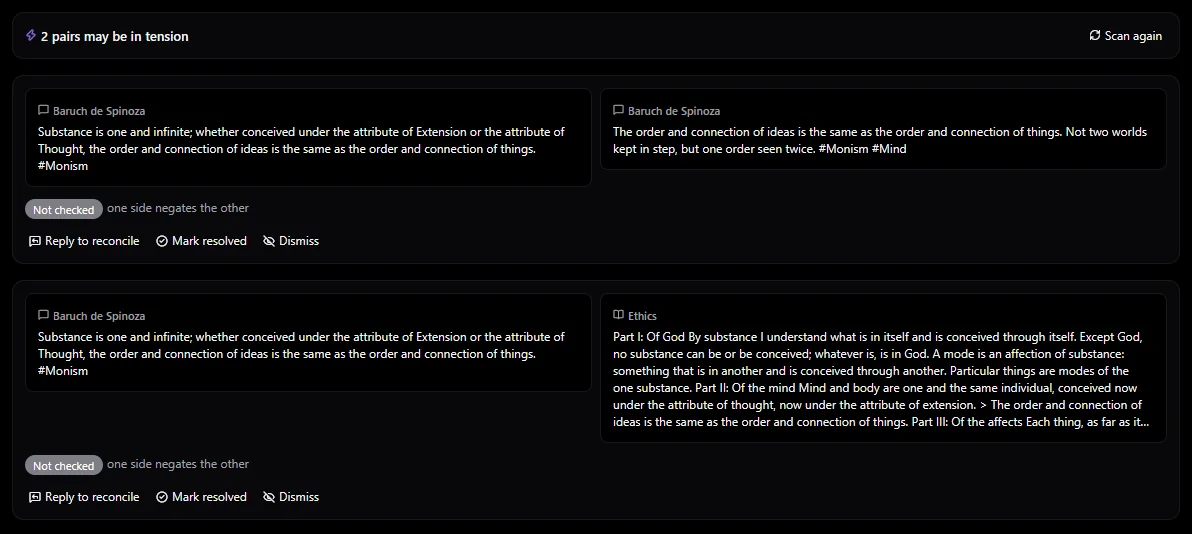 2 pairs may be in tension
Scan again
Baruch de Spinoza
Substance is one and infinite; whether conceived under the attribute of Extension or the attribute of
Thought, the order and connection of ideas is the same as the order and connection of things.
#Monism
Baruch de Spinoza
The order and connection of ideas is the same as the order and connection of things. Not two worlds
kept in step, but one order seen twice. #Monism #Mind
Not checked one side negates the other
Reply to reconcile Mark resolved Dismiss
Baruch de Spinoza
Substance is one and infinite; whether conceived under the attribute of Extension or the attribute of
Thought, the order and connection of ideas is the same as the order and connection of things.
#Monism
Ethics
Part I: Of God By substance I understand what is in itself and is conceived through itself. Except God,
no substance can be or be conceived; whatever is, is in God. A mode is an affection of substance:
something that is in another and is conceived through another. Particular things are modes of the
one substance. Part II: Of the mind Mind and body are one and the same individual, conceived now
under the attribute of thought, now under the attribute of extension. > The order and connection of
ideas is the same as the order and connection of things. Part III: Of the affects Each thing, as far as it...
Not checked one side negates the other
Reply to reconcile Mark resolved Dismiss